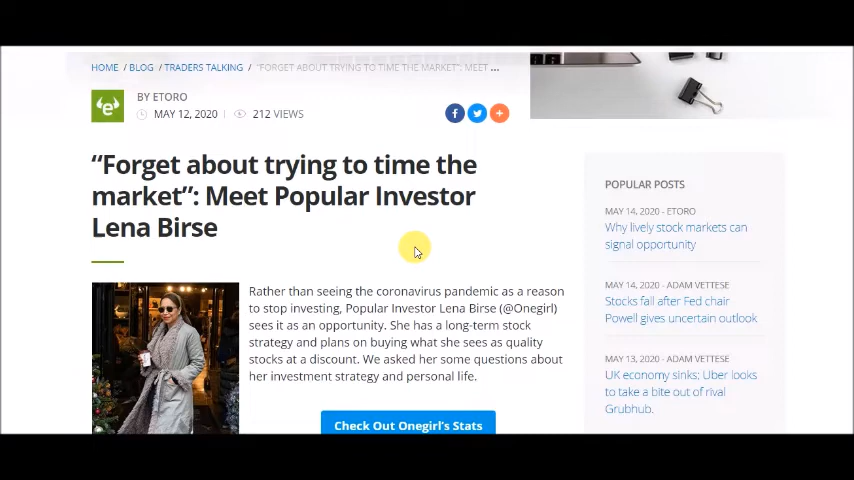 HOME / BLOG / TRADERS TALKING / “FORGET ABOUT TRYING TO TIME THE MARKET”: MEET ...
BY ETORO
MAY 12, 2020 | 212 VIEWS
“Forget about trying to time the
market”: Meet Popular Investor
Lena Birse
Rather than seeing the coronavirus pandemic as a reason
to stop investing, Popular Investor Lena Birse (@Onegirl)
sees it as an opportunity. She has a long-term stock
strategy and plans on buying what she sees as quality
stocks at a discount. We asked her some questions about
her investment strategy and personal life.
Check Out Onegirl's Stats
POPULAR POSTS
MAY 14, 2020 - ETORO
Why lively stock markets can
signal opportunity
MAY 14, 2020 - ADAM VETTESE
Stocks fall after Fed chair
Powell gives uncertain outlook
MAY 13, 2020 - ADAM VETTESE
UK economy sinks; Uber looks
to take a bite out of rival
Grubhub.